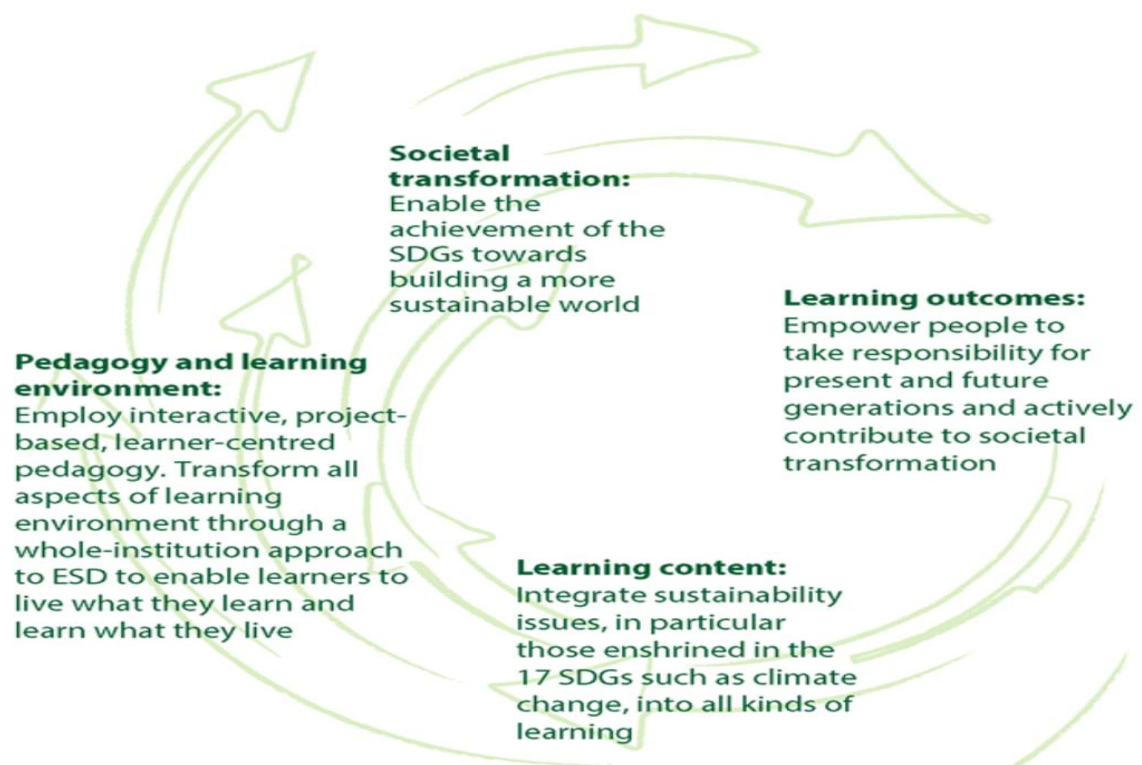 Societal
transformation:
Enable the
achievement of the
SDGs towards
building a more
sustainable world
Learning outcomes:
Empower people to
take responsibility for
present and future
generations and actively
contribute to societal
transformation
Pedagogy and learning
environment:
Employ interactive, project-
based, learner-centred
pedagogy. Transform all
aspects of learning
environment through a
whole-institution approach
to ESD to enable learners to
live what they learn and
learn what they live
Learning content:
Integrate sustainability
issues, in particular
those enshrined in the
17 SDGs such as climate
change, into all kinds of
learning